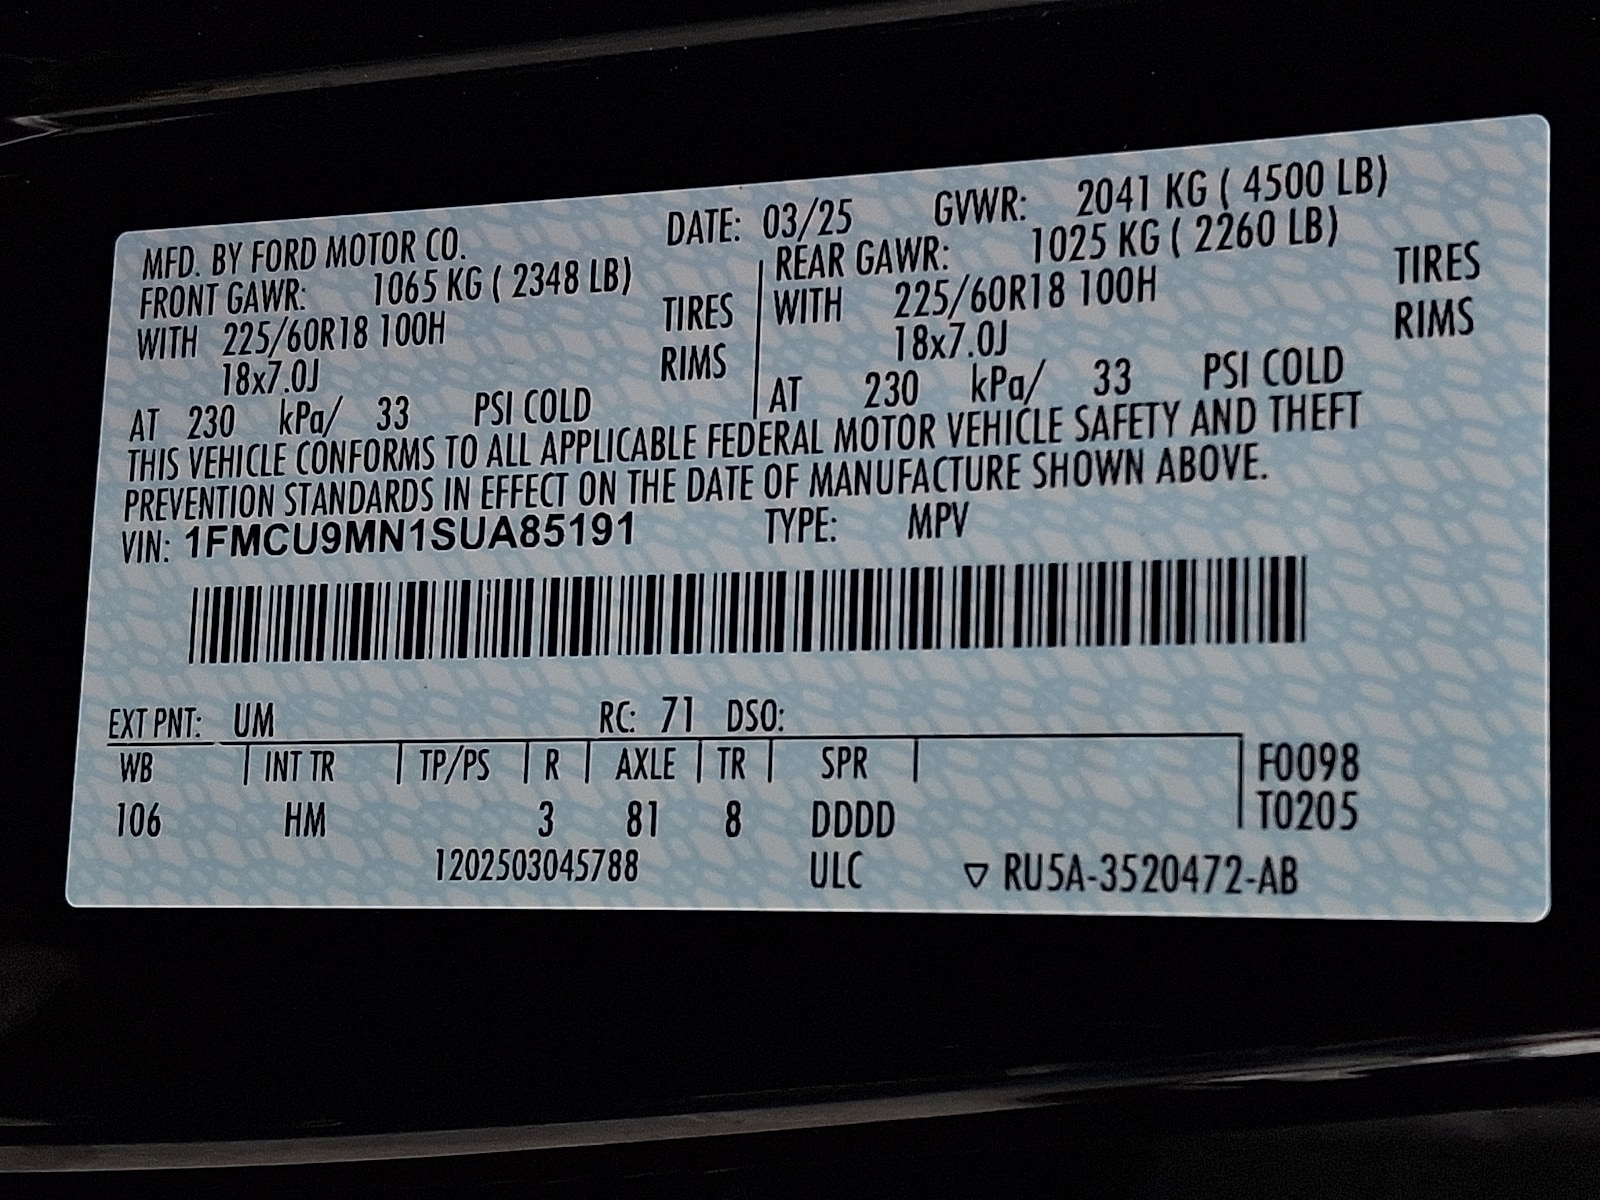 MFD. BY FORD MOTOR CO. DATE: 03/25 GVWR: 2041 KG ( 4500 LB)
FRONT GAWR: 1065 KG ( 2348 LB) REAR GAWR: 1025 KG ( 2260 LB)
WITH 225/60R18 100H TIRES WITH 225/60R18 100H TIRES
18x7.0J RIMS 18x7.0J RIMS
AT 230 kPa/ 33 PSI COLD AT 230 kPa/ 33 PSI COLD
THIS VEHICLE CONFORMS TO ALL APPLICABLE FEDERAL MOTOR VEHICLE SAFETY AND THEFT
PREVENTION STANDARDS IN EFFECT ON THE DATE OF MANUFACTURE SHOWN ABOVE.
VIN: 1FMCU9MN1SUA85191 TYPE: MPV
EXT PNT: UM RC: 71 DSO:
WB | INT TR | TP/PS | R | AXLE | TR | SPR | F0098
106 HM 3 81 8 DDDD T0205
1202503045788 ULC ▽ RU5A-3520472-AB